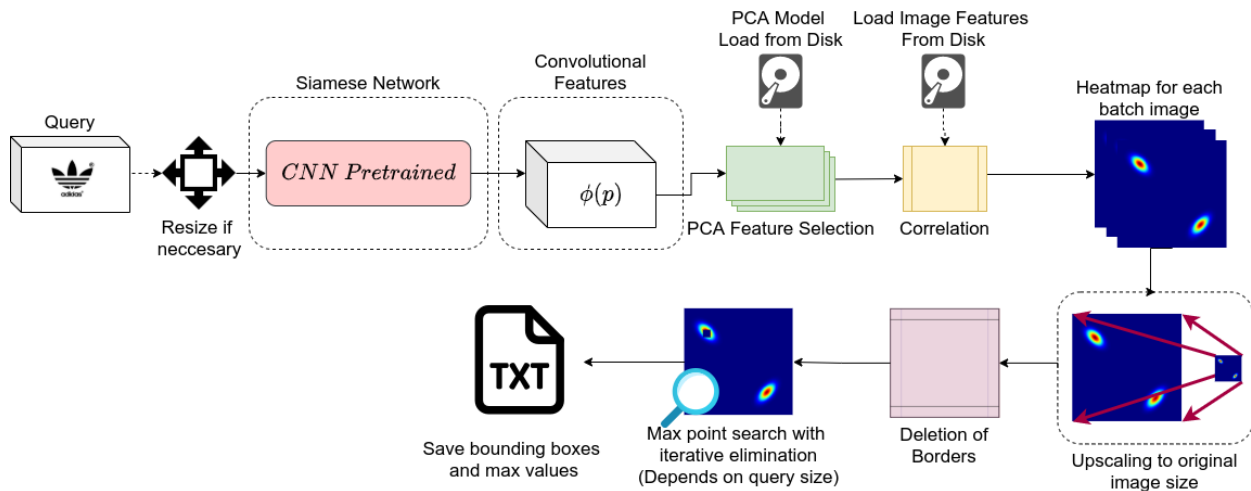 PCA Model
Load from Disk
Load Image Features
From Disk
Siamese Network
Convolutional
Features
Heatmap for each
batch image
Query
adidas
CNN Pretrained
ϕ(p)
Resize if
neccesary
PCA Feature Selection
Correlation
TXT
Save bounding boxes
and max values
Max point search with
iterative elimination
(Depends on query size)
Deletion of
Borders
Upscaling to original
image size